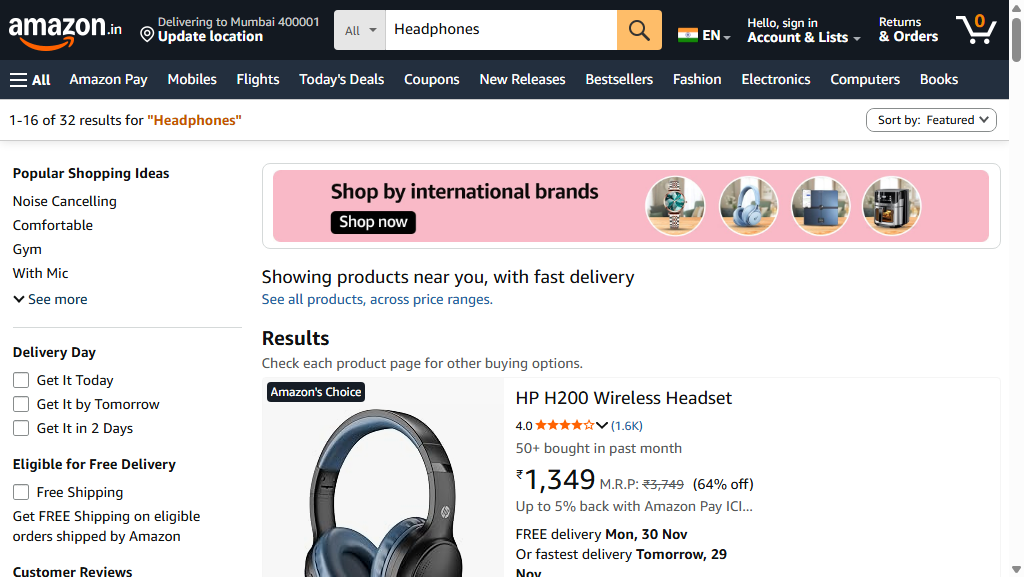 amazon.in
Delivering to Mumbai 400001
Update location
All
Headphones
EN
Hello, sign in
Account & Lists
Returns
& Orders
0
All
Amazon Pay
Mobiles
Flights
Today's Deals
Coupons
New Releases
Bestsellers
Fashion
Electronics
Computers
Books
1-16 of 32 results for "Headphones"
Sort by: Featured
Popular Shopping Ideas
Noise Cancelling
Comfortable
Gym
With Mic
See more
Delivery Day
Get It Today
Get It by Tomorrow
Get It in 2 Days
Eligible for Free Delivery
Free Shipping
Get FREE Shipping on eligible
orders shipped by Amazon
Customer Reviews
Shop by international brands
Shop now
Showing products near you, with fast delivery
See all products, across price ranges.
Results
Check each product page for other buying options.
Amazon's Choice
hp
HP H200 Wireless Headset
4.0 (1.6K)
50+ bought in past month
₹1,349 M.R.P: ₹3,749 (64% off)
Up to 5% back with Amazon Pay ICI…
FREE delivery Mon, 30 Nov
Or fastest delivery Tomorrow, 29
Nov